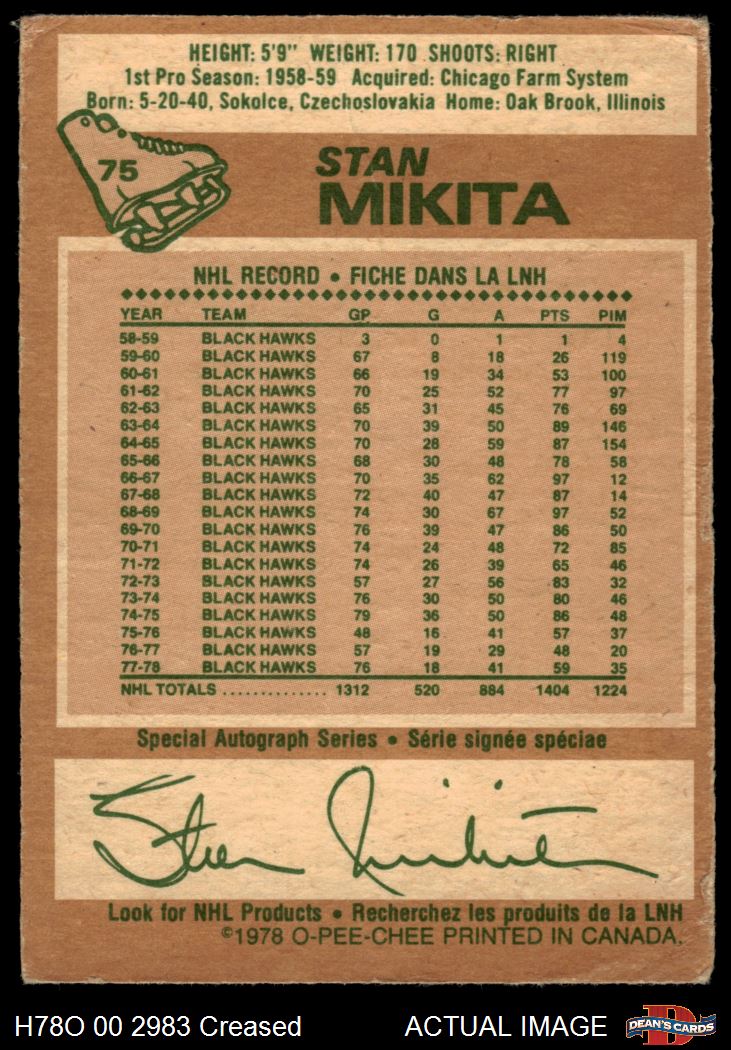 HEIGHT: 5'9" WEIGHT: 170 SHOOTS: RIGHT
1st Pro Season: 1958-59 Acquired: Chicago Farm System
Born: 5-20-40, Sokolce, Czechoslovakia Home: Oak Brook, Illinois
75
STAN
MIKITA
NHL RECORD • FICHE DANS LA LNH
YEAR TEAM GP G A PTS PIM
58-59 BLACK HAWKS 3 0 1 1 4
59-60 BLACK HAWKS 67 8 18 26 119
60-61 BLACK HAWKS 66 19 34 53 100
61-62 BLACK HAWKS 70 25 52 77 97
62-63 BLACK HAWKS 65 31 45 76 69
63-64 BLACK HAWKS 70 39 50 89 146
64-65 BLACK HAWKS 70 28 59 87 154
65-66 BLACK HAWKS 68 30 48 78 58
66-67 BLACK HAWKS 70 35 62 97 12
67-68 BLACK HAWKS 72 40 47 87 14
68-69 BLACK HAWKS 74 30 67 97 52
69-70 BLACK HAWKS 76 39 47 86 50
70-71 BLACK HAWKS 74 24 48 72 85
71-72 BLACK HAWKS 74 26 39 65 46
72-73 BLACK HAWKS 57 27 56 83 32
73-74 BLACK HAWKS 76 30 50 80 46
74-75 BLACK HAWKS 79 36 50 86 48
75-76 BLACK HAWKS 48 16 41 57 37
76-77 BLACK HAWKS 57 19 29 48 20
77-78 BLACK HAWKS 76 18 41 59 35
NHL TOTALS ............. 1312 520 884 1404 1224
Special Autograph Series • Série signée spéciae
Stan Mikita
Look for NHL Products • Recherchez les produits de la LNH
©1978 O-PEE-CHEE PRINTED IN CANADA.
H78O 00 2983 Creased ACTUAL IMAGE D DEAN'S CARDS